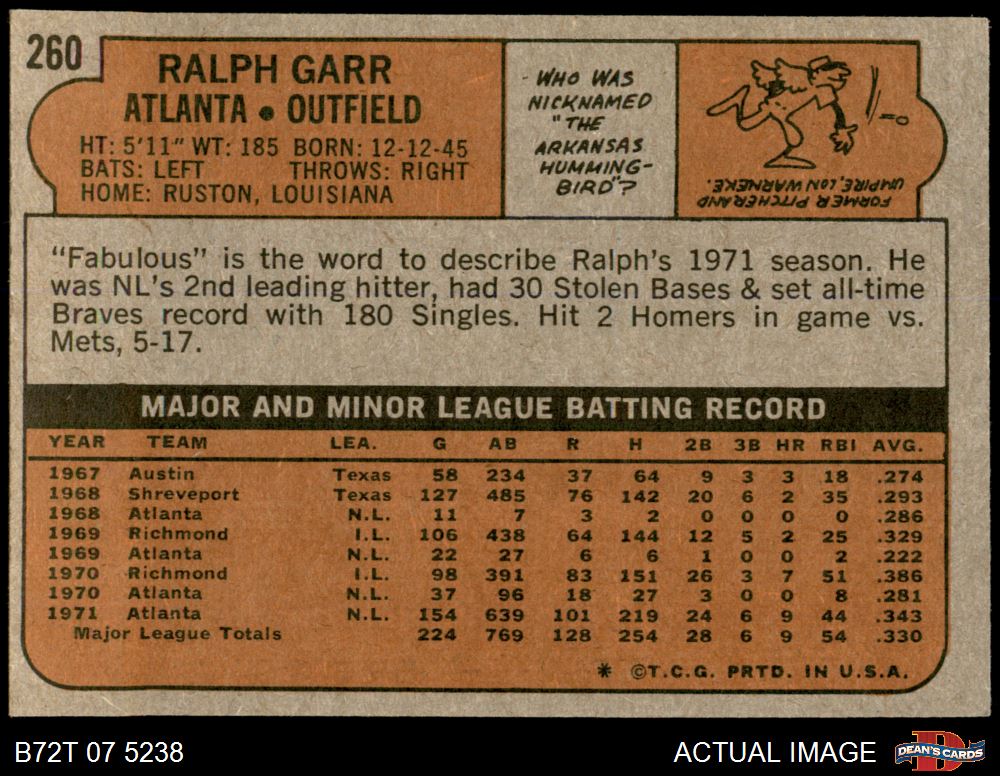 260
RALPH GARR
ATLANTA • OUTFIELD
HT: 5'11" WT: 185 BORN: 12-12-45
BATS: LEFT THROWS: RIGHT
HOME: RUSTON, LOUISIANA
WHO WAS
NICKNAMED
"THE
ARKANSAS
HUMMING-
BIRD"?
FORMER PITCHER AND
UMPIRE, LON WARNEKE.
"Fabulous" is the word to describe Ralph's 1971 season. He
was NL's 2nd leading hitter, had 30 Stolen Bases & set all-time
Braves record with 180 Singles. Hit 2 Homers in game vs.
Mets, 5-17.
MAJOR AND MINOR LEAGUE BATTING RECORD
YEAR TEAM LEA. G AB R H 2B 3B HR RBI AVG.
1967 Austin Texas 58 234 37 64 9 3 3 18 .274
1968 Shreveport Texas 127 485 76 142 20 6 2 35 .293
1968 Atlanta N.L. 11 7 3 2 0 0 0 0 .286
1969 Richmond I.L. 106 438 64 144 12 5 2 25 .329
1969 Atlanta N.L. 22 27 6 6 1 0 0 2 .222
1970 Richmond I.L. 98 391 83 151 26 3 7 51 .386
1970 Atlanta N.L. 37 96 18 27 3 0 0 8 .281
1971 Atlanta N.L. 154 639 101 219 24 6 9 44 .343
Major League Totals 224 769 128 254 28 6 9 54 .330
* ©T.C.G. PRTD. IN U.S.A.
B72T 07 5238
ACTUAL IMAGE
D
DEAN'S CARDS